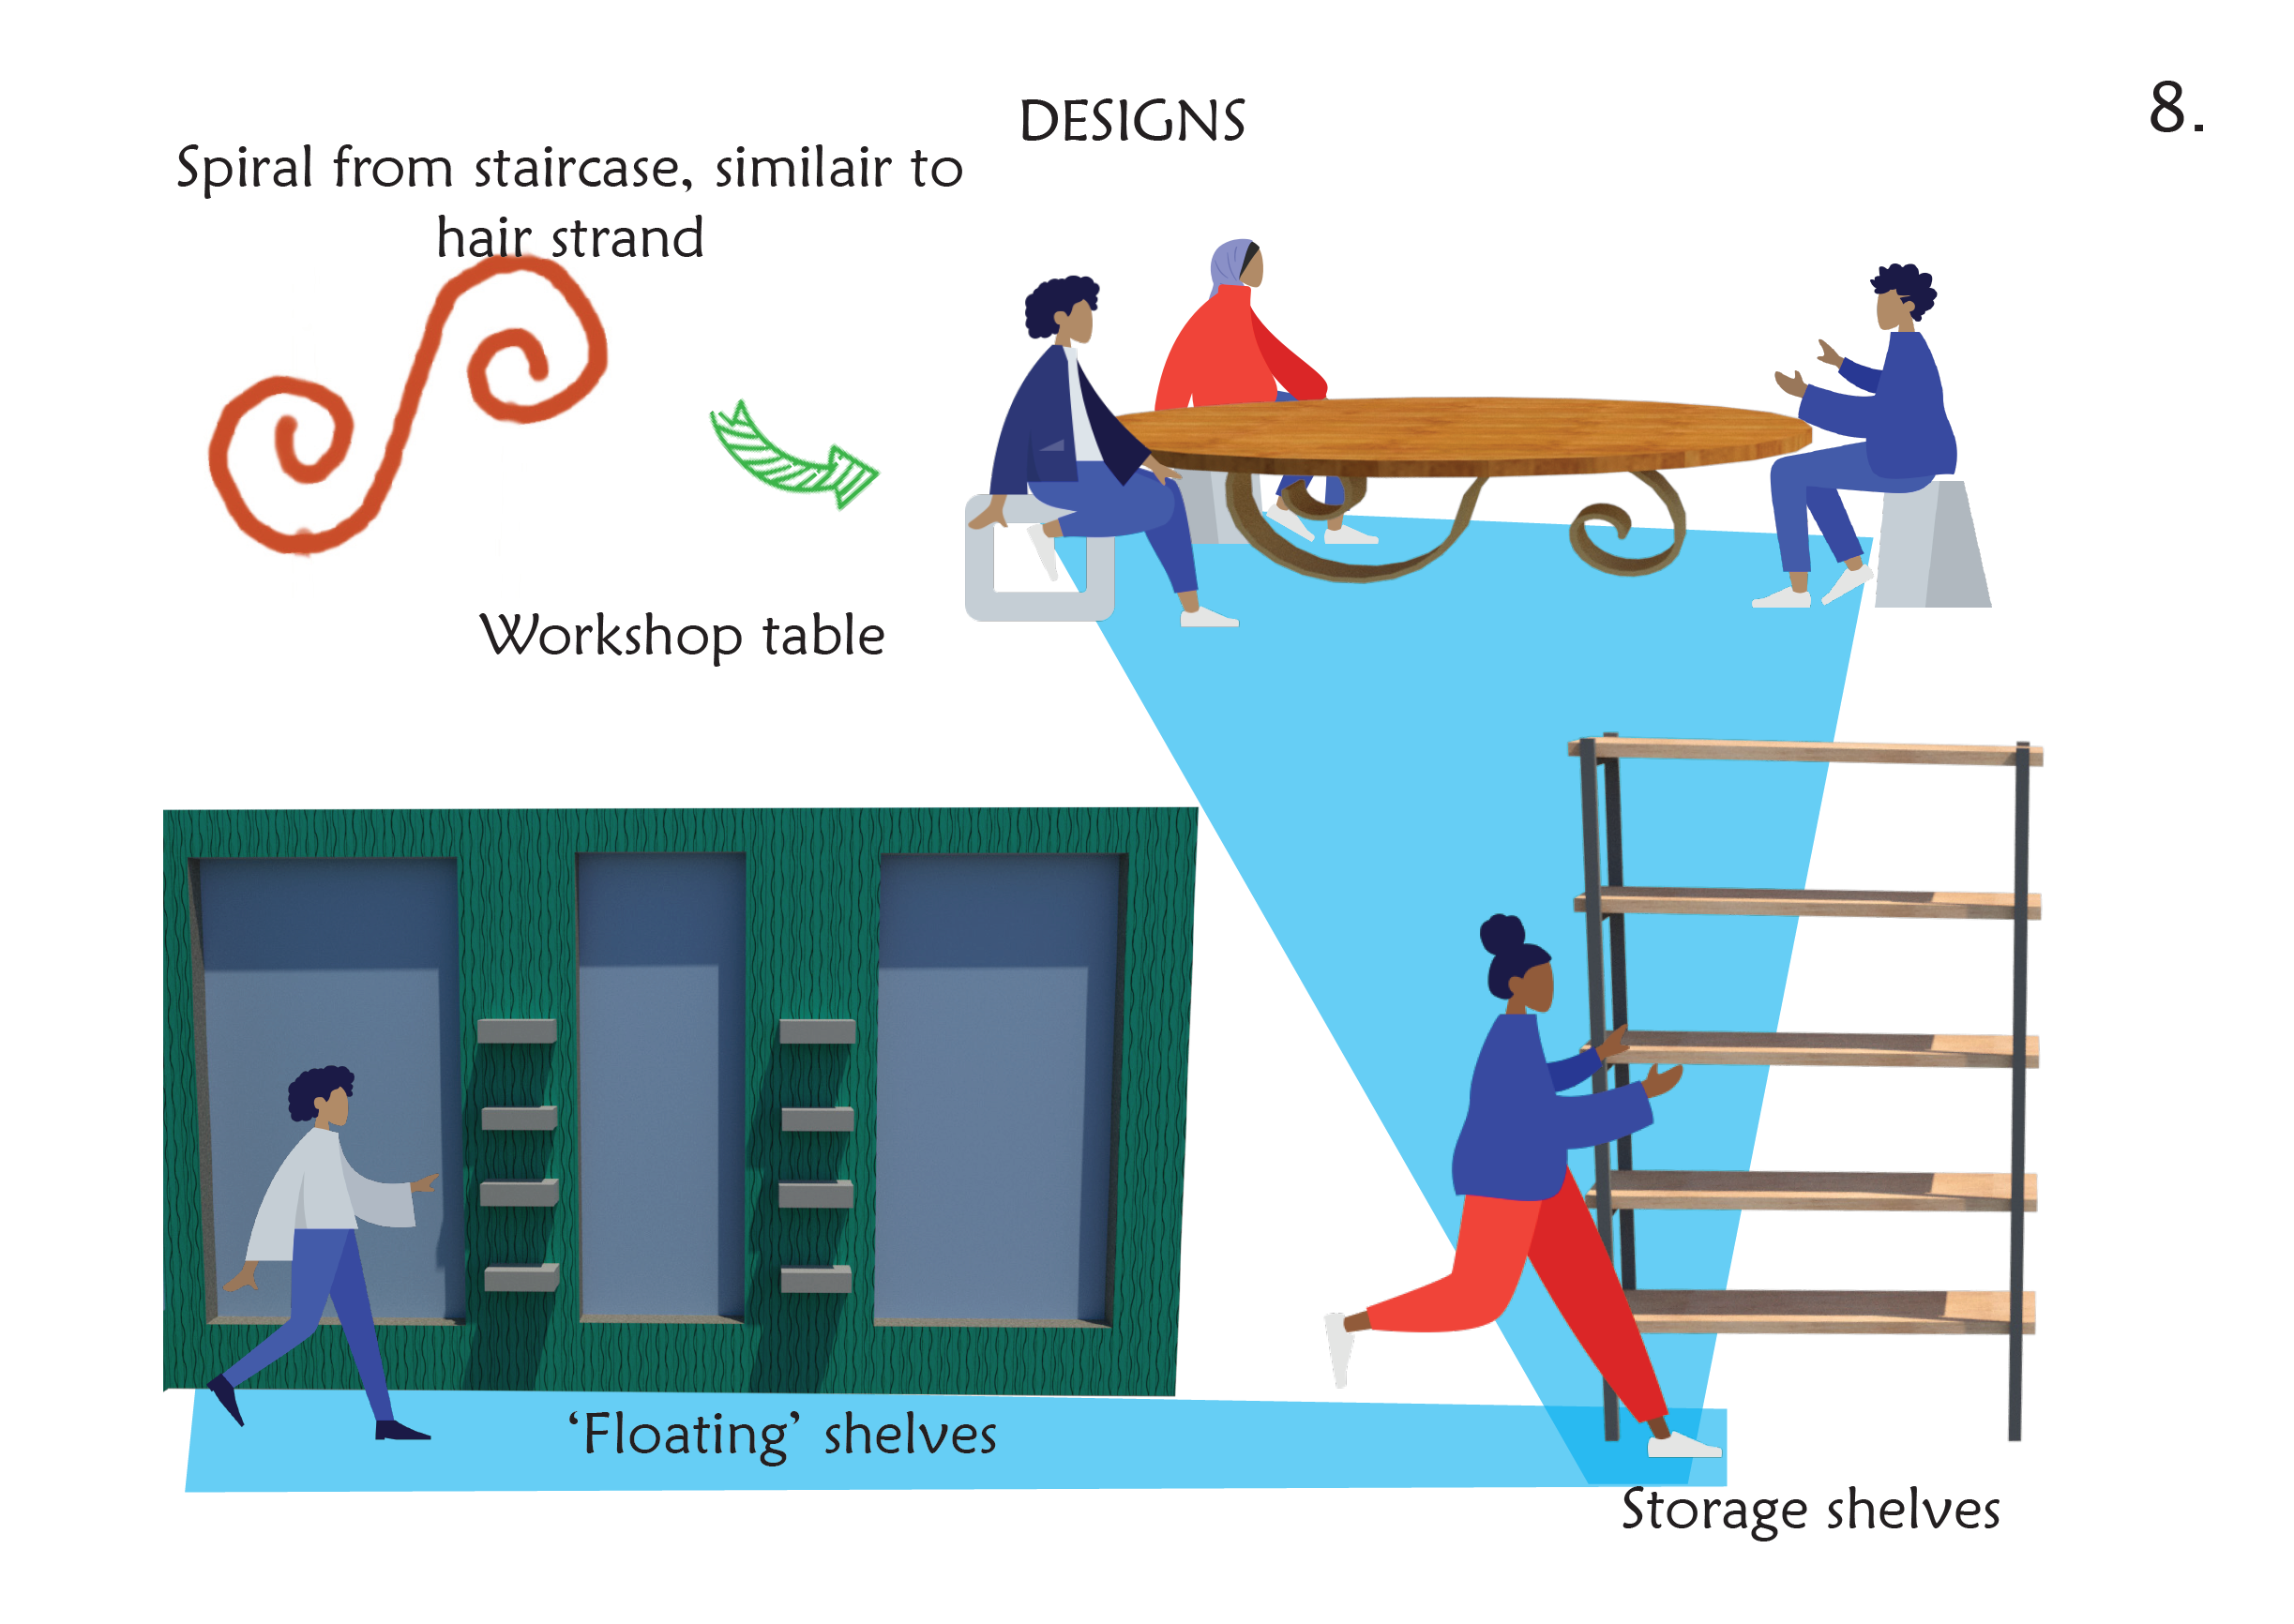 DESIGNS
8.
Spiral from staircase, similair to
hair strand
Workshop table
‘Floating’ shelves
Storage shelves